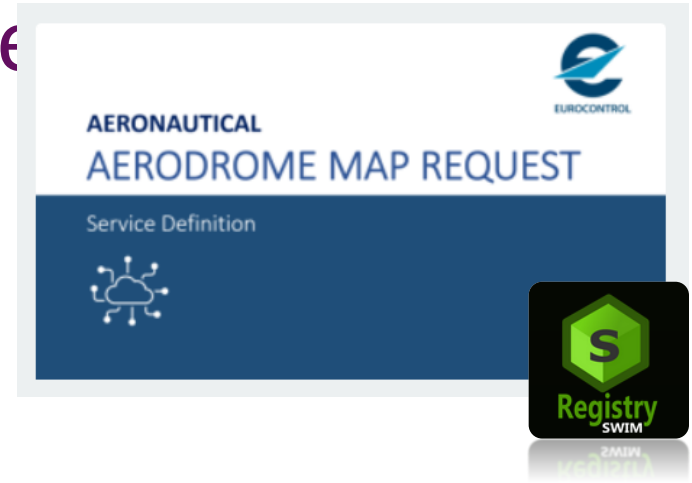 e
EUROCONTROL
AERONAUTICAL
AERODROME MAP REQUEST
Service Definition
S
Registry
SWIM